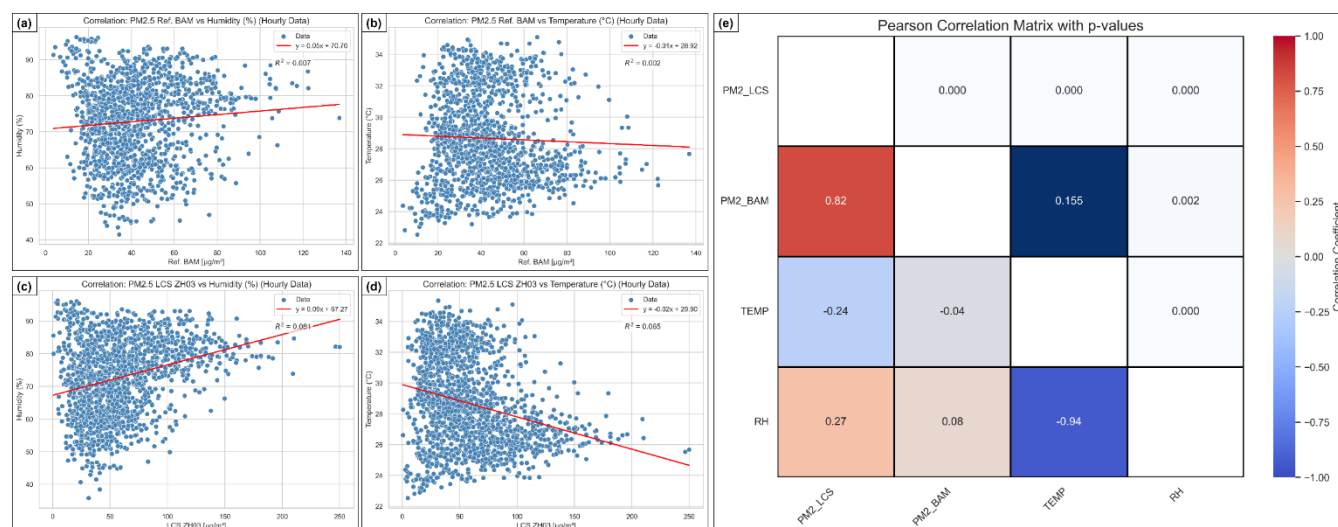 (a)
Correlation: PM2.5 Ref. BAM vs Humidity (%) (Hourly Data)
Data
y = 0.05x + 70.70
R² = 0.007
Humidity (%)
90
80
70
60
50
40
0
20
40
60
80
100
120
140
Ref. BAM [µg/m³]
(b)
Correlation: PM2.5 Ref. BAM vs Temperature (°C) (Hourly Data)
Data
y = -0.01x + 28.92
R² = 0.002
Temperature (°C)
34
32
30
28
26
24
22
0
20
40
60
80
100
120
140
Ref. BAM [µg/m³]
(c)
Correlation: PM2.5 LCS ZH03 vs Humidity (%) (Hourly Data)
Data
y = 0.09x + 67.27
R² = 0.081
Humidity (%)
90
80
70
60
50
40
0
50
100
150
200
250
LCS ZH03 [µg/m³]
(d)
Correlation: PM2.5 LCS ZH03 vs Temperature (°C) (Hourly Data)
Data
y = -0.02x + 29.90
R² = 0.065
Temperature (°C)
34
32
30
28
26
24
22
0
50
100
150
200
250
LCS ZH03 [µg/m³]
(e)
Pearson Correlation Matrix with p-values
PM2_LCS
0.000
0.000
0.000
PM2_BAM
0.82
0.155
0.002
TEMP
-0.24
-0.04
0.000
RH
0.27
0.08
-0.94
PM2_LCS
PM2_BAM
TEMP
RH
1.00
0.75
0.50
0.25
0.00
−0.25
−0.50
−0.75
−1.00
Correlation Coefficient